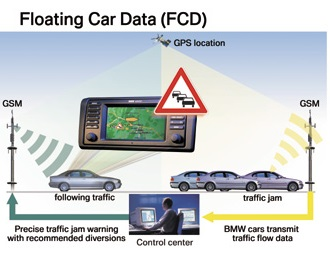 Floating Car Data (FCD)
GPS location
GSM
GSM
following traffic
traffic jam
Precise traffic jam warning
with recommended diversions
Control center
BMW cars transmit
traffic flow data